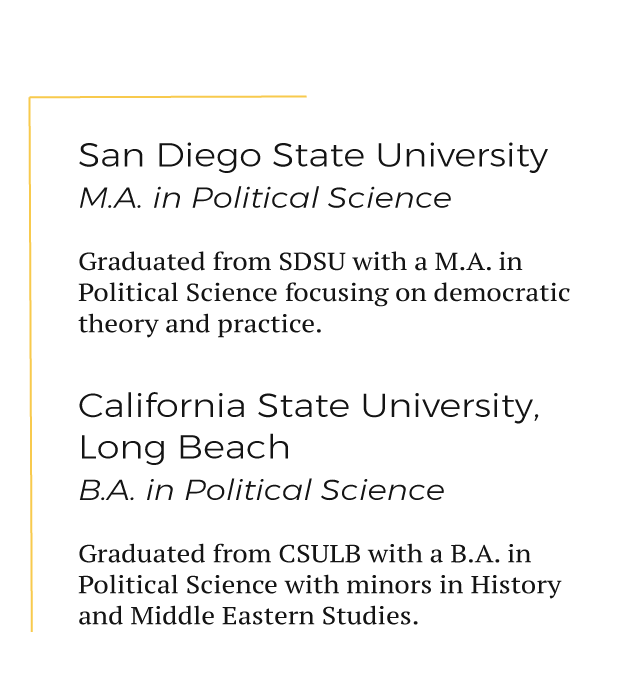 San Diego State University
M.A. in Political Science
Graduated from SDSU with a M.A. in
Political Science focusing on democratic
theory and practice.
California State University,
Long Beach
B.A. in Political Science
Graduated from CSULB with a B.A. in
Political Science with minors in History
and Middle Eastern Studies.